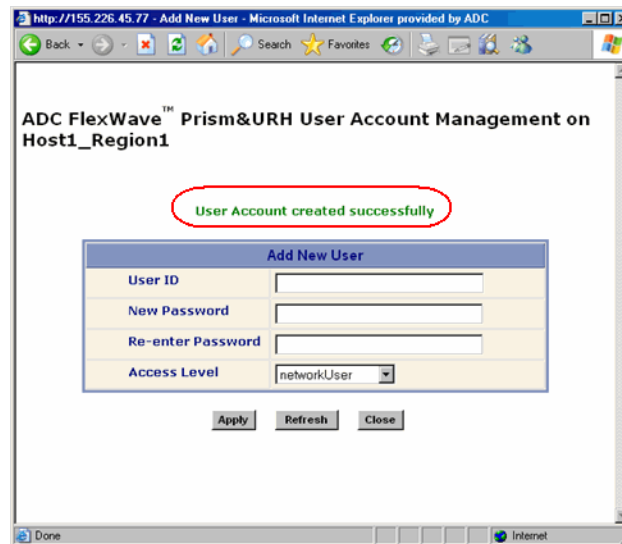 http://155.226.45.77 - Add New User - Microsoft Internet Explorer provided by ADC
Back Search Favorites
ADC FlexWave™ Prism&URH User Account Management on
Host1_Region1
User Account created successfully
Add New User
User ID
New Password
Re-enter Password
Access Level networkUser
Apply Refresh Close
Done Internet